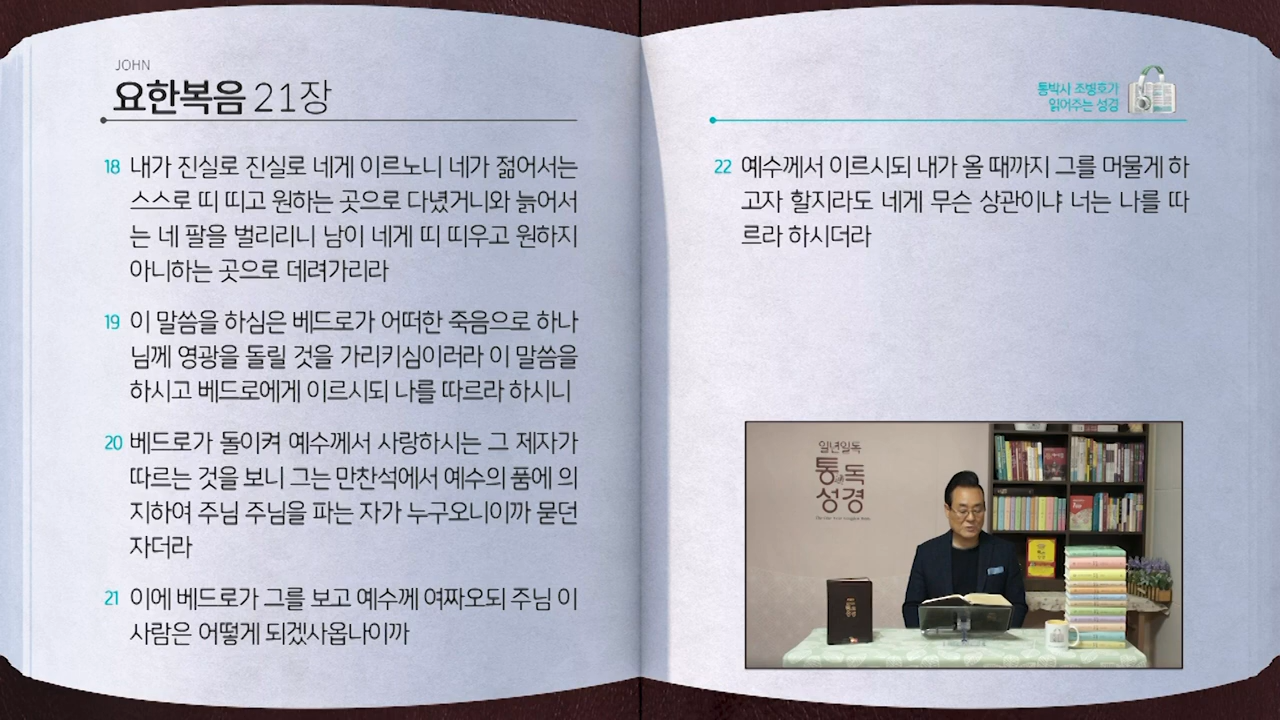 JOHN
요한복음 21장
18 내가 진실로 진실로 네게 이르노니 네가 젊어서는
스스로 띠 띠고 원하는 곳으로 다녔거니와 늙어서
는 네 팔을 벌리리니 남이 네게 띠 띠우고 원하지
아니하는 곳으로 데려가리라
19 이 말씀을 하심은 베드로가 어떠한 죽음으로 하나
님께 영광을 돌릴 것을 가리키심이러라 이 말씀을
하시고 베드로에게 이르시되 나를 따르라 하시니
20 베드로가 돌이켜 예수께서 사랑하시는 그 제자가
따르는 것을 보니 그는 만찬석에서 예수의 품에 의
지하여 주님 주님을 파는 자가 누구오니이까 묻던
자더라
21 이에 베드로가 그를 보고 예수께 여짜오되 주님 이
사람은 어떻게 되겠사옵나이까
통박사 조병호가
읽어주는 성경
22 예수께서 이르시되 내가 올 때까지 그를 머물게 하
고자 할지라도 네게 무슨 상관이냐 너는 나를 따
르라 하시더라
일년일독
통독
성경